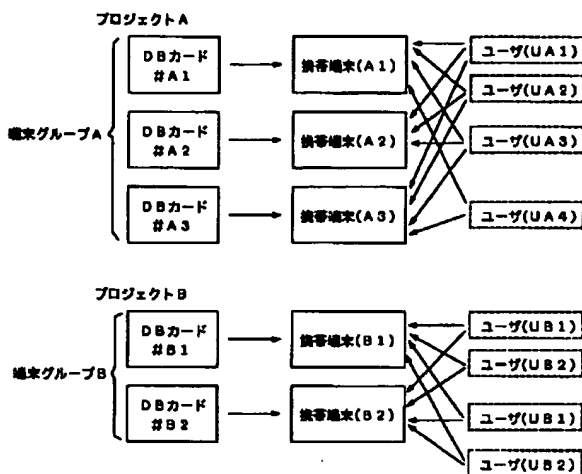 プロジェクトA
DBカード
#A1
携帯端末(A1)
ユーザ(UA1)
ユーザ(UA2)
端末グループA
DBカード
#A2
携帯端末(A2)
ユーザ(UA3)
DBカード
#A3
携帯端末(A3)
ユーザ(UA4)
プロジェクトB
DBカード
#B1
携帯端末(B1)
ユーザ(UB1)
ユーザ(UB2)
端末グループB
DBカード
#B2
携帯端末(B2)
ユーザ(UB1)
ユーザ(UB2)